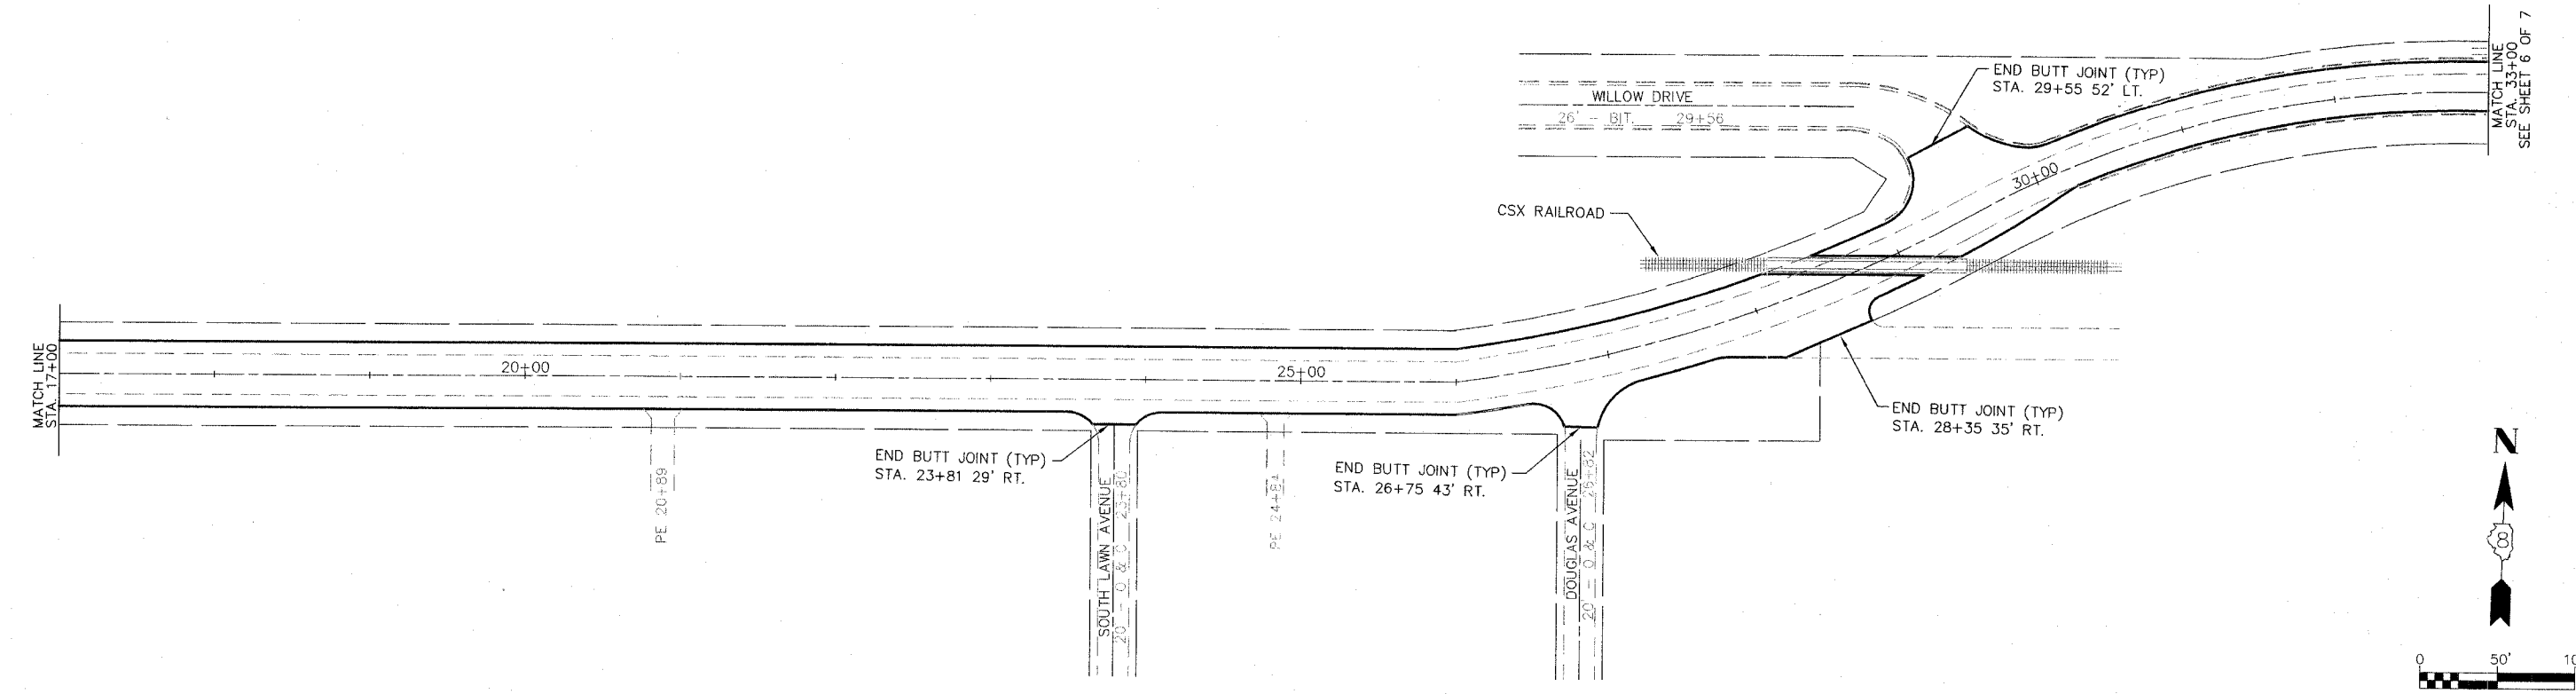 MATCH LINE
STA. 33+00
SEE SHEET 6 OF 7
END BUTT JOINT (TYP)
STA. 29+55 52' LT.
WILLOW DRIVE
26' - BIT. 29+56
30+00
CSX RAILROAD
MATCH LINE
STA. 17+00
20+00
25+00
END BUTT JOINT (TYP)
STA. 28+35 35' RT.
END BUTT JOINT (TYP)
STA. 23+81 29' RT.
END BUTT JOINT (TYP)
STA. 26+75 43' RT.
PE 20+89
SOUTH LAWN AVENUE
20' - O & C 23+80
PE 24+84
DOUGLAS AVENUE
20' - O & C 26+82
N
8
0 50'